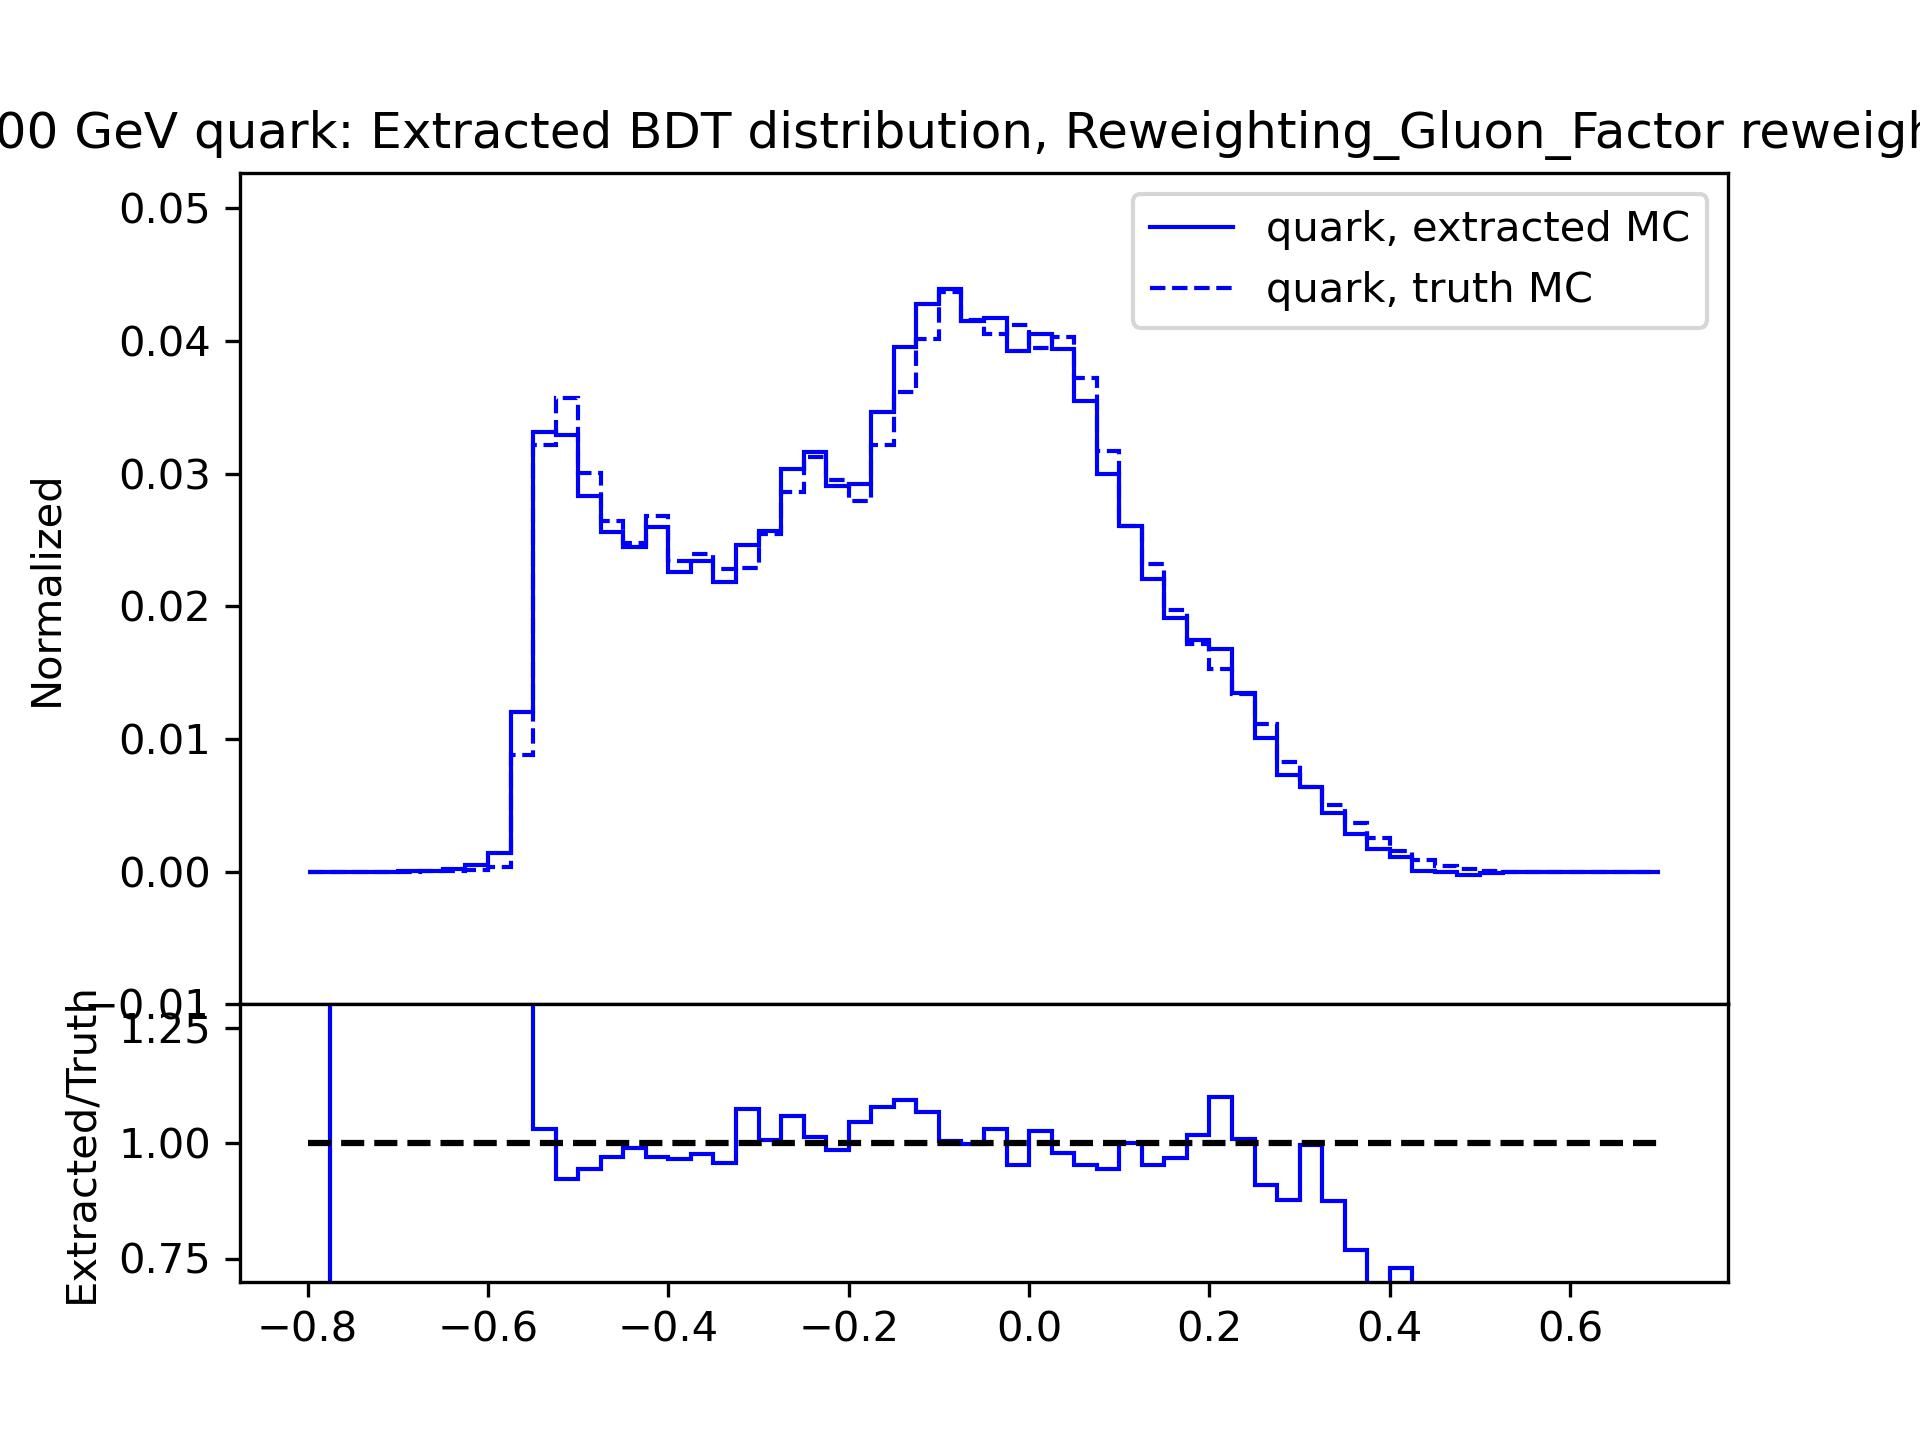 00 GeV quark: Extracted BDT distribution, Reweighting_Gluon_Factor reweigh
quark, extracted MC
quark, truth MC
Normalized
0.05
0.04
0.03
0.02
0.01
0.00
−0.01
Extracted/Truth
1.25
1.00
0.75
−0.8 −0.6 −0.4 −0.2 0.0 0.2 0.4 0.6